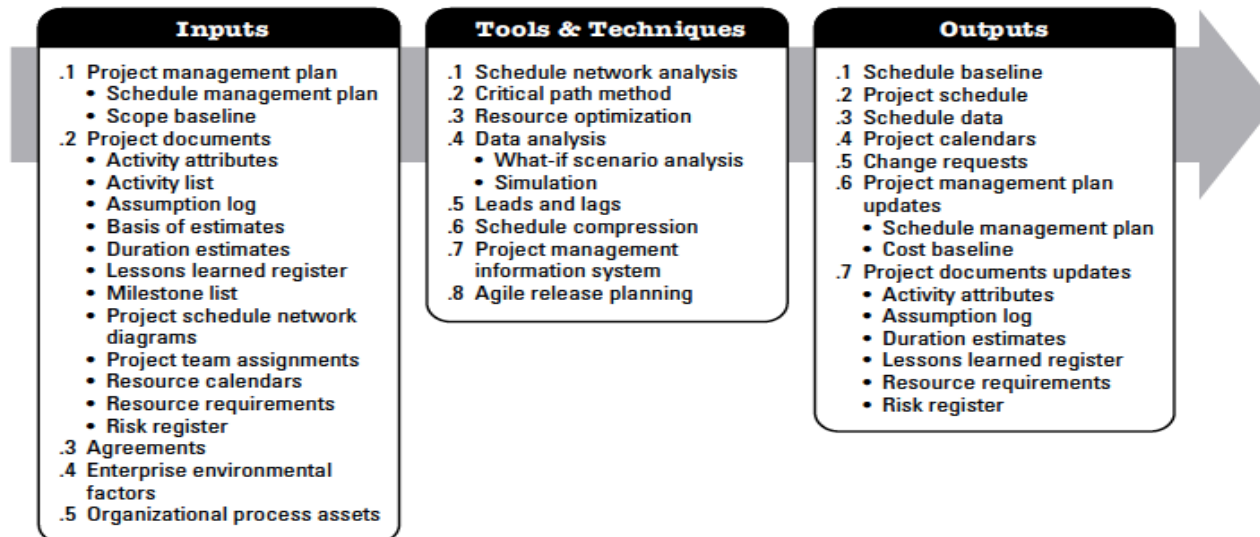 Inputs
.1 Project management plan
• Schedule management plan
• Scope baseline
.2 Project documents
• Activity attributes
• Activity list
• Assumption log
• Basis of estimates
• Duration estimates
• Lessons learned register
• Milestone list
• Project schedule network
diagrams
• Project team assignments
• Resource calendars
• Resource requirements
• Risk register
.3 Agreements
.4 Enterprise environmental
factors
.5 Organizational process assets
Tools & Techniques
.1 Schedule network analysis
.2 Critical path method
.3 Resource optimization
.4 Data analysis
• What-if scenario analysis
• Simulation
.5 Leads and lags
.6 Schedule compression
.7 Project management
information system
.8 Agile release planning
Outputs
.1 Schedule baseline
.2 Project schedule
.3 Schedule data
.4 Project calendars
.5 Change requests
.6 Project management plan
updates
• Schedule management plan
• Cost baseline
.7 Project documents updates
• Activity attributes
• Assumption log
• Duration estimates
• Lessons learned register
• Resource requirements
• Risk register